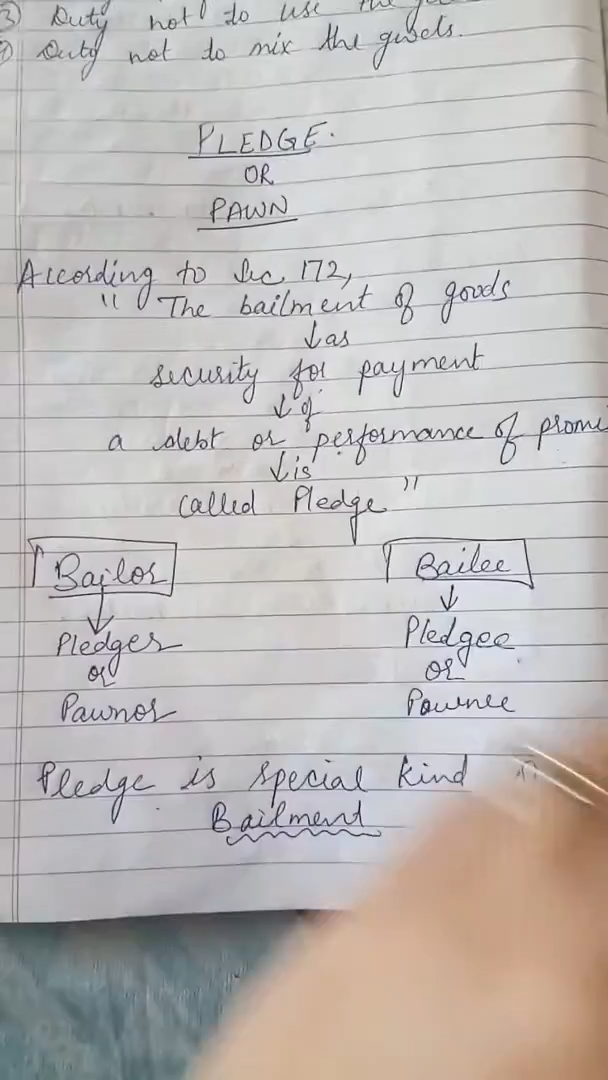 3) Duty not to use the
Duty not to mix the goods.
PLEDGE.
OR
PAWN
According to Sec 172,
"The bailment of goods
↓as
security for payment
↓of
a debt or performance of promi
↓is
called Pledge"
Bailor
Bailee
↓
↓
Pledger
Pledgee
or
or
Pawnor
Pawnee
Pledge is special kind
Bailment